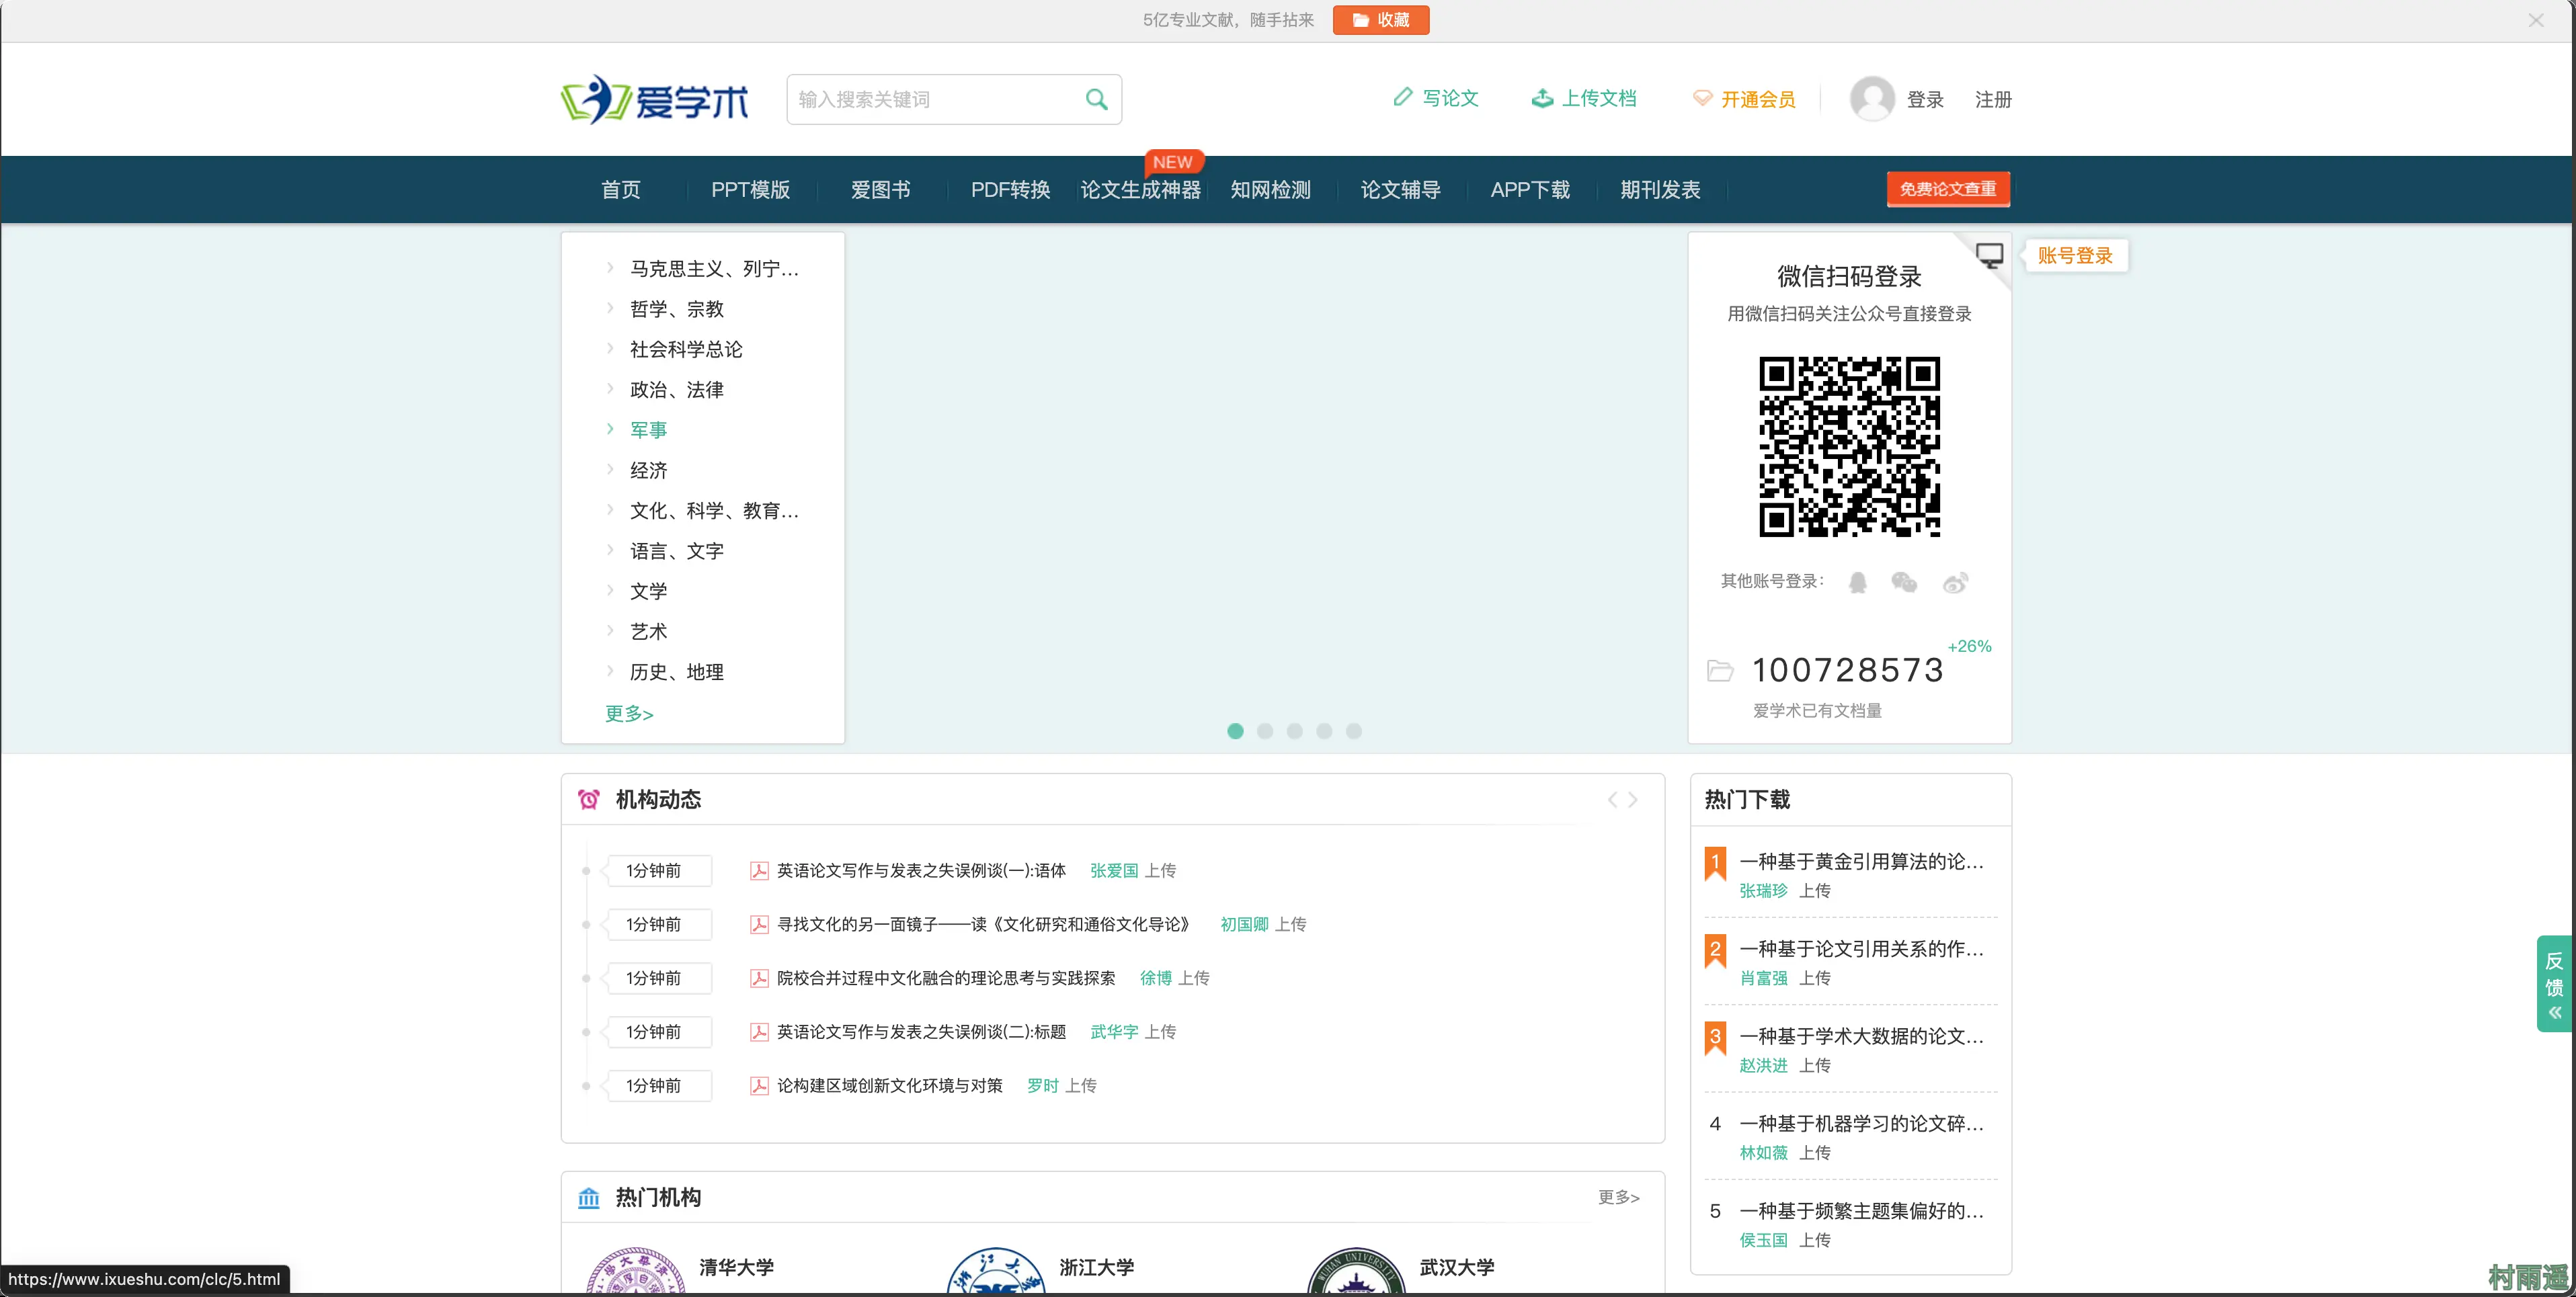 5亿专业文献，随手拈来
收藏
爱学术
输入搜索关键词
写论文
上传文档
开通会员
登录
注册
首页
PPT模版
爱图书
PDF转换
论文生成神器
NEW
知网检测
论文辅导
APP下载
期刊发表
免费论文查重
马克思主义、列宁...
哲学、宗教
社会科学总论
政治、法律
军事
经济
文化、科学、教育...
语言、文字
文学
艺术
历史、地理
更多>
微信扫码登录
账号登录
用微信扫码关注公众号直接登录
其他账号登录：
+26%
100728573
爱学术已有文档量
机构动态
1分钟前 英语论文写作与发表之失误例谈(一):语体 张爱国 上传
1分钟前 寻找文化的另一面镜子——读《文化研究和通俗文化导论》 初国卿 上传
1分钟前 院校合并过程中文化融合的理论思考与实践探索 徐博 上传
1分钟前 英语论文写作与发表之失误例谈(二):标题 武华字 上传
1分钟前 论构建区域创新文化环境与对策 罗时 上传
热门下载
1 一种基于黄金引用算法的论...
张瑞珍 上传
2 一种基于论文引用关系的作...
肖富强 上传
3 一种基于学术大数据的论文...
赵洪进 上传
4 一种基于机器学习的论文碎...
林如薇 上传
5 一种基于频繁主题集偏好的...
侯玉国 上传
反馈
«
热门机构
更多>
清华大学
浙江大学
武汉大学
WUHAN UNIVERSITY
https://www.ixueshu.com/clc/5.html
村雨遥